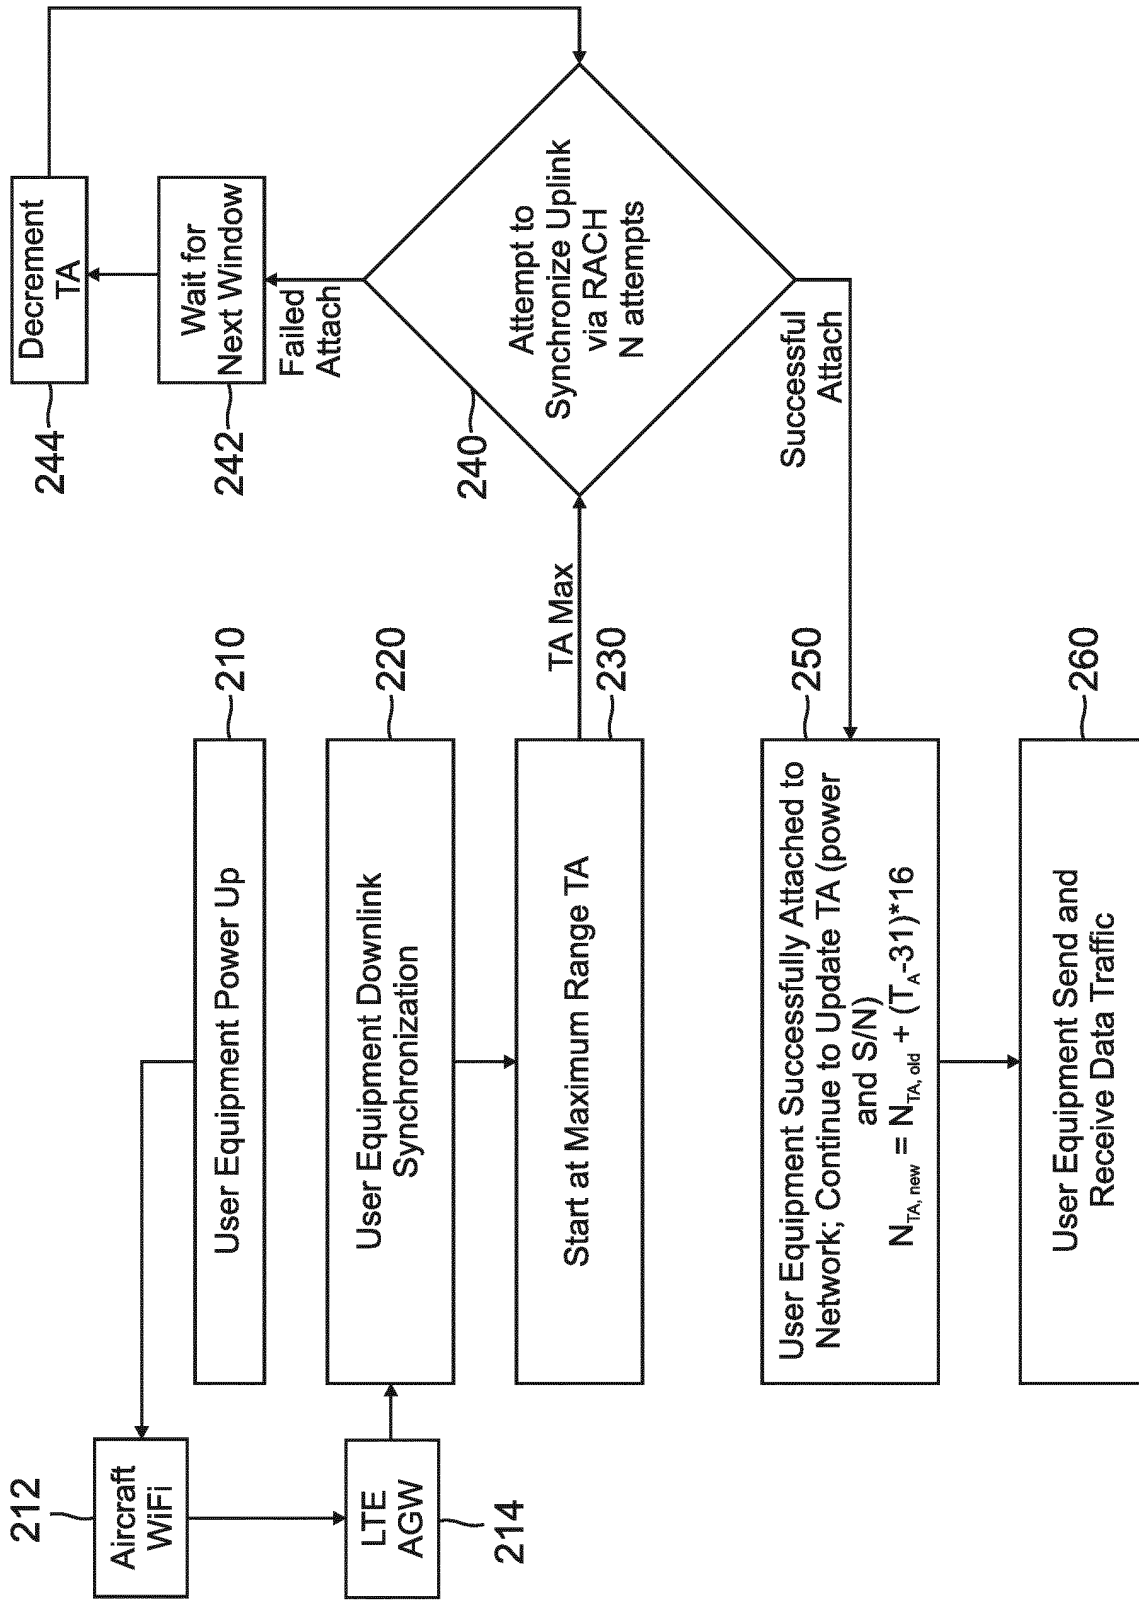 210
User Equipment Power Up
212
Aircraft
WiFi
LTE
AGW
214
220
User Equipment Downlink
Synchronization
230
Start at Maximum Range TA
TA Max
240
Attempt to
Synchronize Uplink
via RACH
N attempts
Failed
Attach
242
Wait for
Next Window
244
Decrement
TA
Successful
Attach
250
User Equipment Successfully Attached to
Network; Continue to Update TA (power
and S/N)
N_TA, new = N_TA, old + (T_A-31)*16
260
User Equipment Send and
Receive Data Traffic